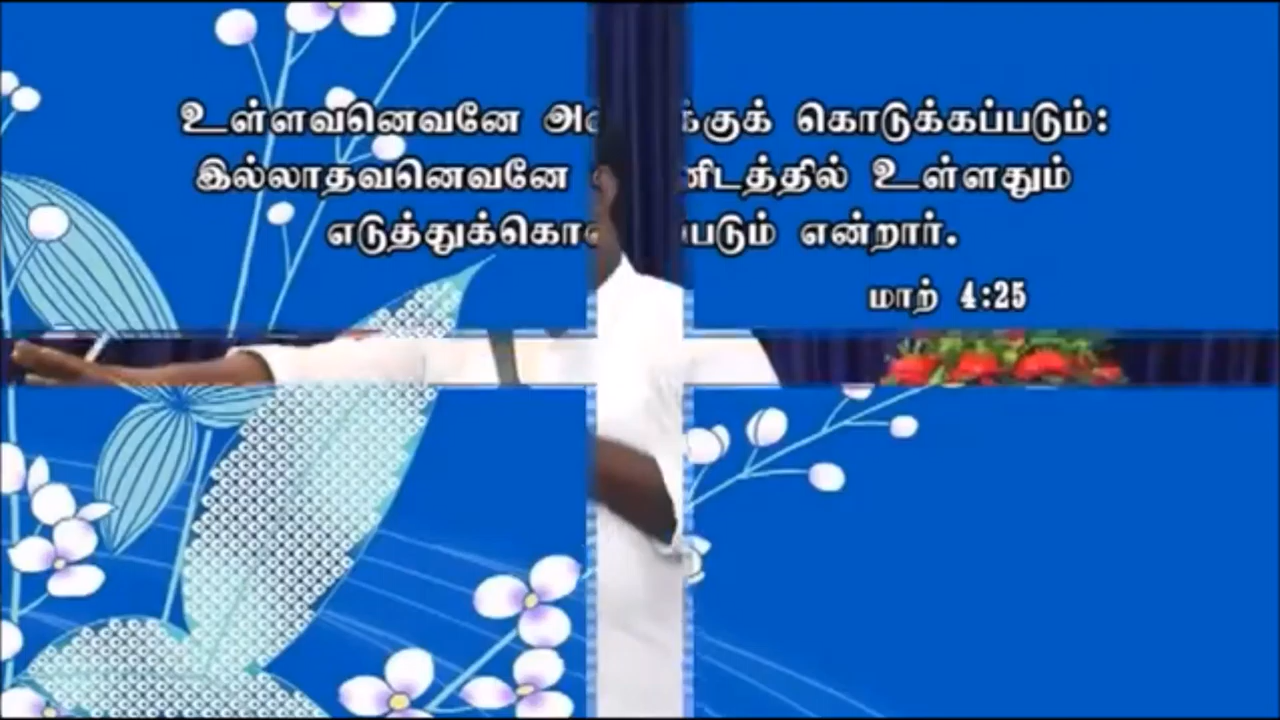 உள்ளவனெவனே கொடுக்கப்படும்:
இல்லாதவனெவனே உள்ளதும்
என்றார்.
மாற் 4:25